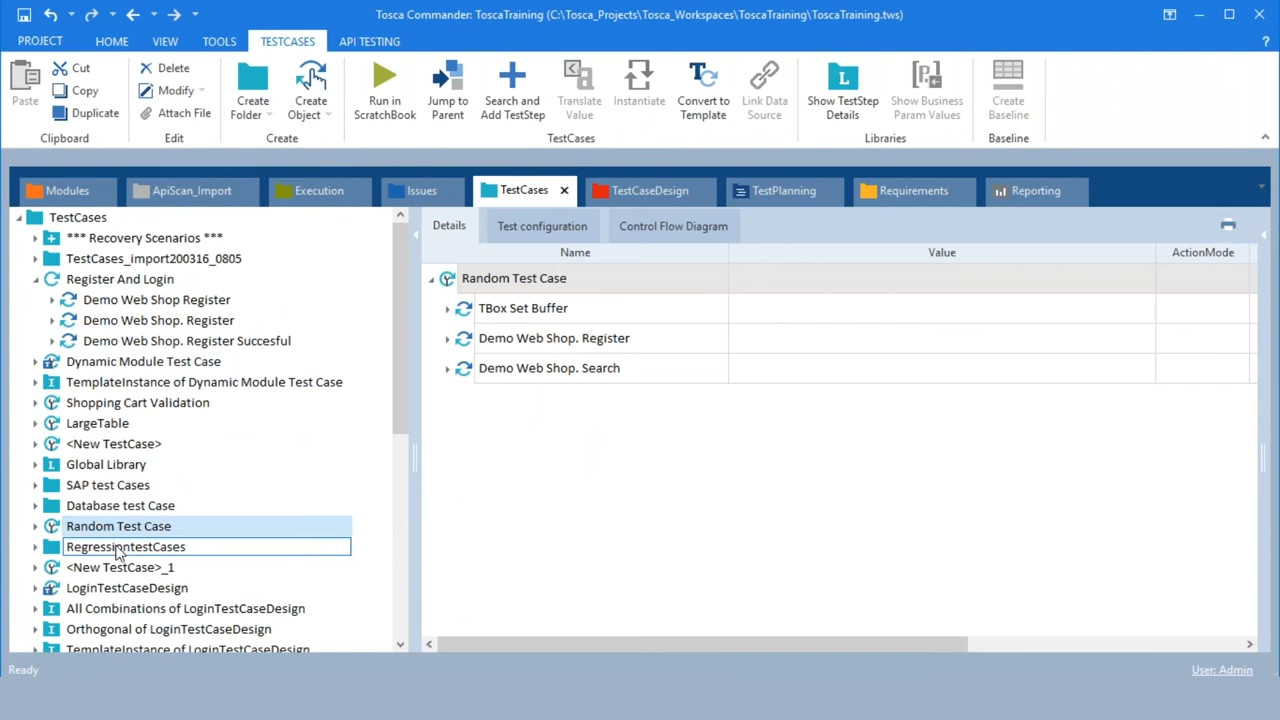 Tosca Commander: ToscaTraining (C:\Tosca_Projects\Tosca_Workspaces\ToscaTraining\ToscaTraining.tws)
PROJECT HOME VIEW TOOLS TESTCASES API TESTING ?
Paste
Cut
Copy
Duplicate
Clipboard
Delete
Modify
Attach File
Edit
Create Folder
Create Object
Create
Run in ScratchBook
Jump to Parent
Search and Add TestStep
Translate Value
Instantiate
Convert to Template
Link Data Source
TestCases
Show TestStep Details
Show Business Param Values
Libraries
Create Baseline
Baseline
Modules ApiScan_Import Execution Issues TestCases TestCaseDesign TestPlanning Requirements Reporting
TestCases
*** Recovery Scenarios ***
TestCases_import200316_0805
Register And Login
Demo Web Shop Register
Demo Web Shop. Register
Demo Web Shop. Register Succesful
Dynamic Module Test Case
TemplateInstance of Dynamic Module Test Case
Shopping Cart Validation
LargeTable
<New TestCase>
Global Library
SAP test Cases
Database test Case
Random Test Case
RegressiontestCases
<New TestCase>_1
LoginTestCaseDesign
All Combinations of LoginTestCaseDesign
Orthogonal of LoginTestCaseDesign
TemplateInstance of LoginTestCaseDesign
Details Test configuration Control Flow Diagram
Name Value ActionMode
Random Test Case
TBox Set Buffer
Demo Web Shop. Register
Demo Web Shop. Search
Ready
User: Admin